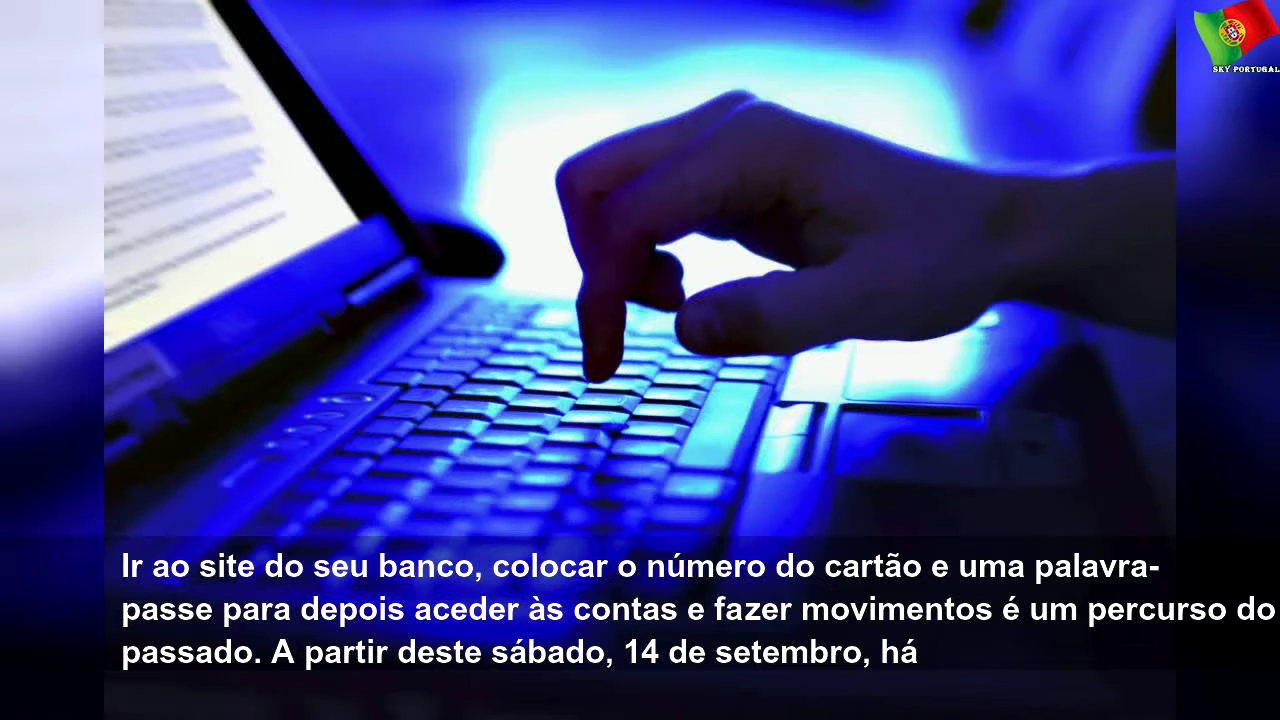 SKY PORTUGAL
Ir ao site do seu banco, colocar o número do cartão e uma palavra-
passe para depois aceder às contas e fazer movimentos é um percurso do
passado. A partir deste sábado, 14 de setembro, há